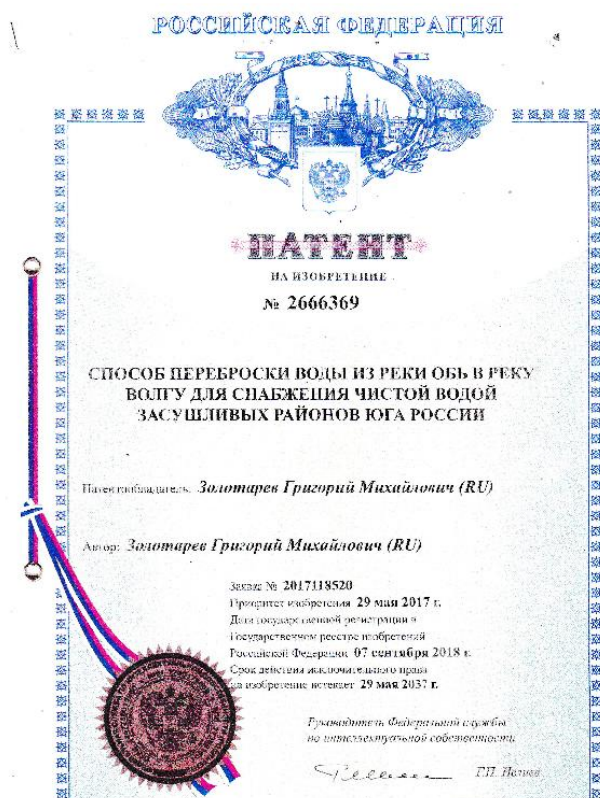 РОССИЙСКАЯ ФЕДЕРАЦИЯ
ПАТЕНТ
НА ИЗОБРЕТЕНИЕ
№ 2666369
СПОСОБ ПЕРЕБРОСКИ ВОДЫ ИЗ РЕКИ ОБЬ В РЕКУ
ВОЛГУ ДЛЯ СНАБЖЕНИЯ ЧИСТОЙ ВОДОЙ
ЗАСУШЛИВЫХ РАЙОНОВ ЮГА РОССИИ
Патентообладатель: Золотарев Григорий Михайлович (RU)
Автор: Золотарев Григорий Михайлович (RU)
Заявка № 2017118520
Приоритет изобретения 29 мая 2017 г.
Дата государственной регистрации в
Государственном реестре изобретений
Российской Федерации 07 сентября 2018 г.
Срок действия исключительного права
на изобретение истекает 29 мая 2037 г.
Руководитель Федеральной службы
по интеллектуальной собственности
Г.П. Ивлиев